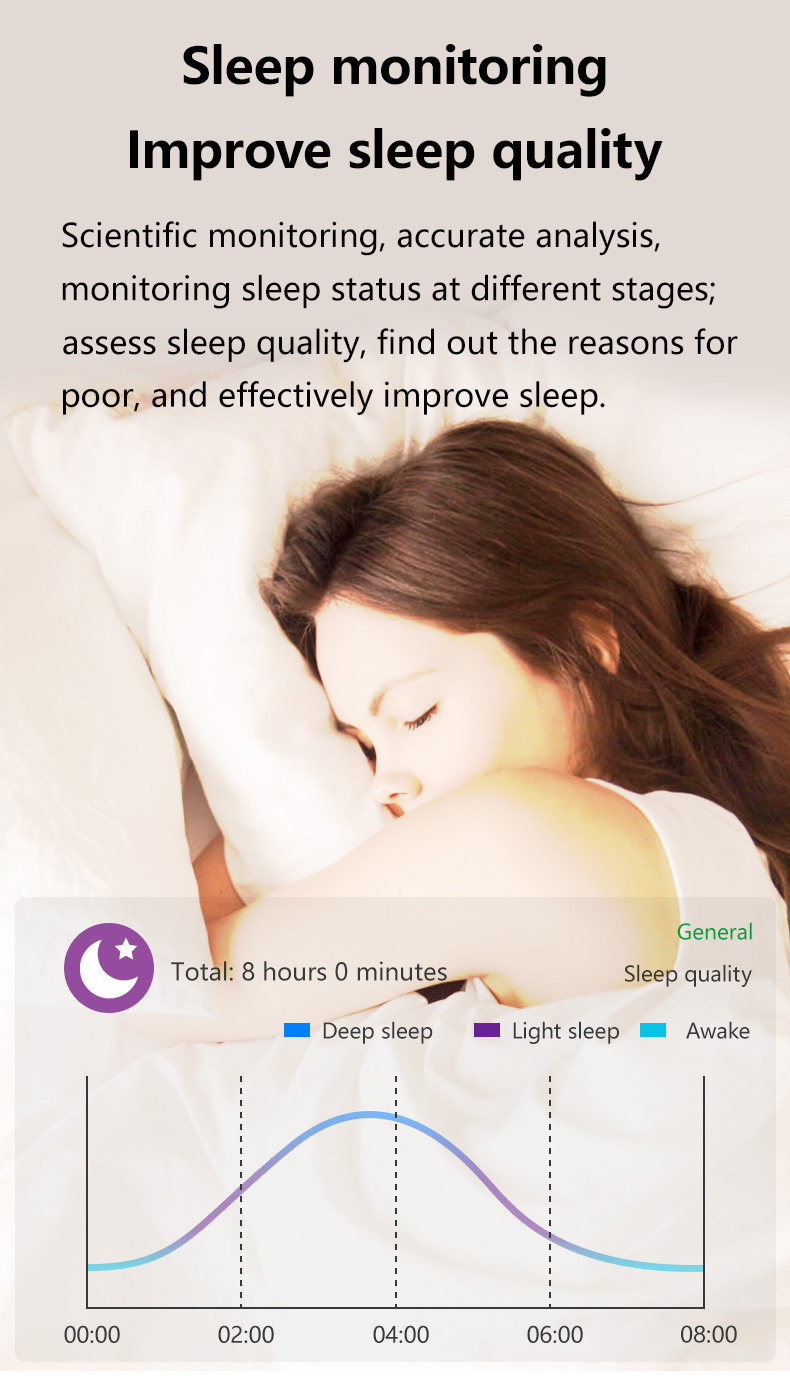 Sleep monitoring
Improve sleep quality
Scientific monitoring, accurate analysis,
monitoring sleep status at different stages;
assess sleep quality, find out the reasons for
poor, and effectively improve sleep.
General
Total: 8 hours 0 minutes
Sleep quality
Deep sleep Light sleep Awake
00:00 02:00 04:00 06:00 08:00